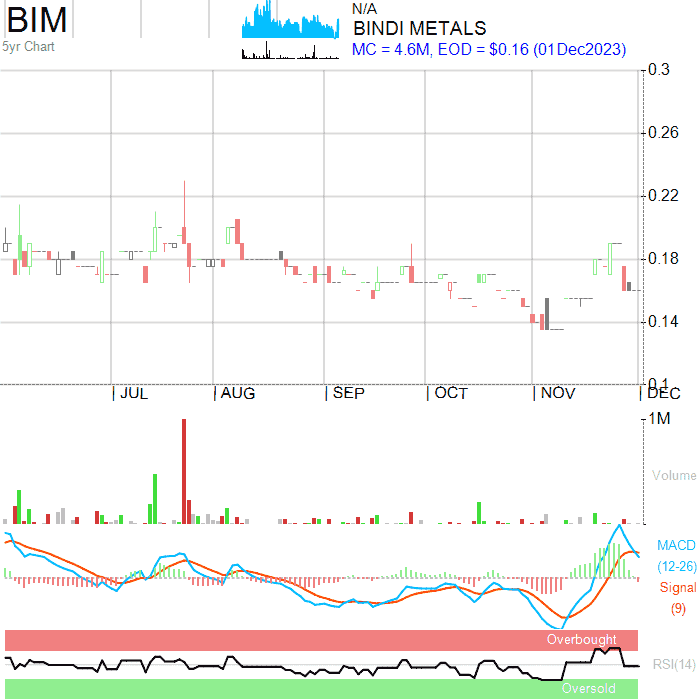 BIM
5yr Chart
N/A
BINDI METALS
MC = 4.6M, EOD = $0.16 (01Dec2023)
0.3
0.26
0.22
0.18
0.14
0.1
JUL
AUG
SEP
OCT
NOV
DEC
1M
Volume
MACD
(12-26)
Signal
(9)
Overbought
RSI(14)
Oversold